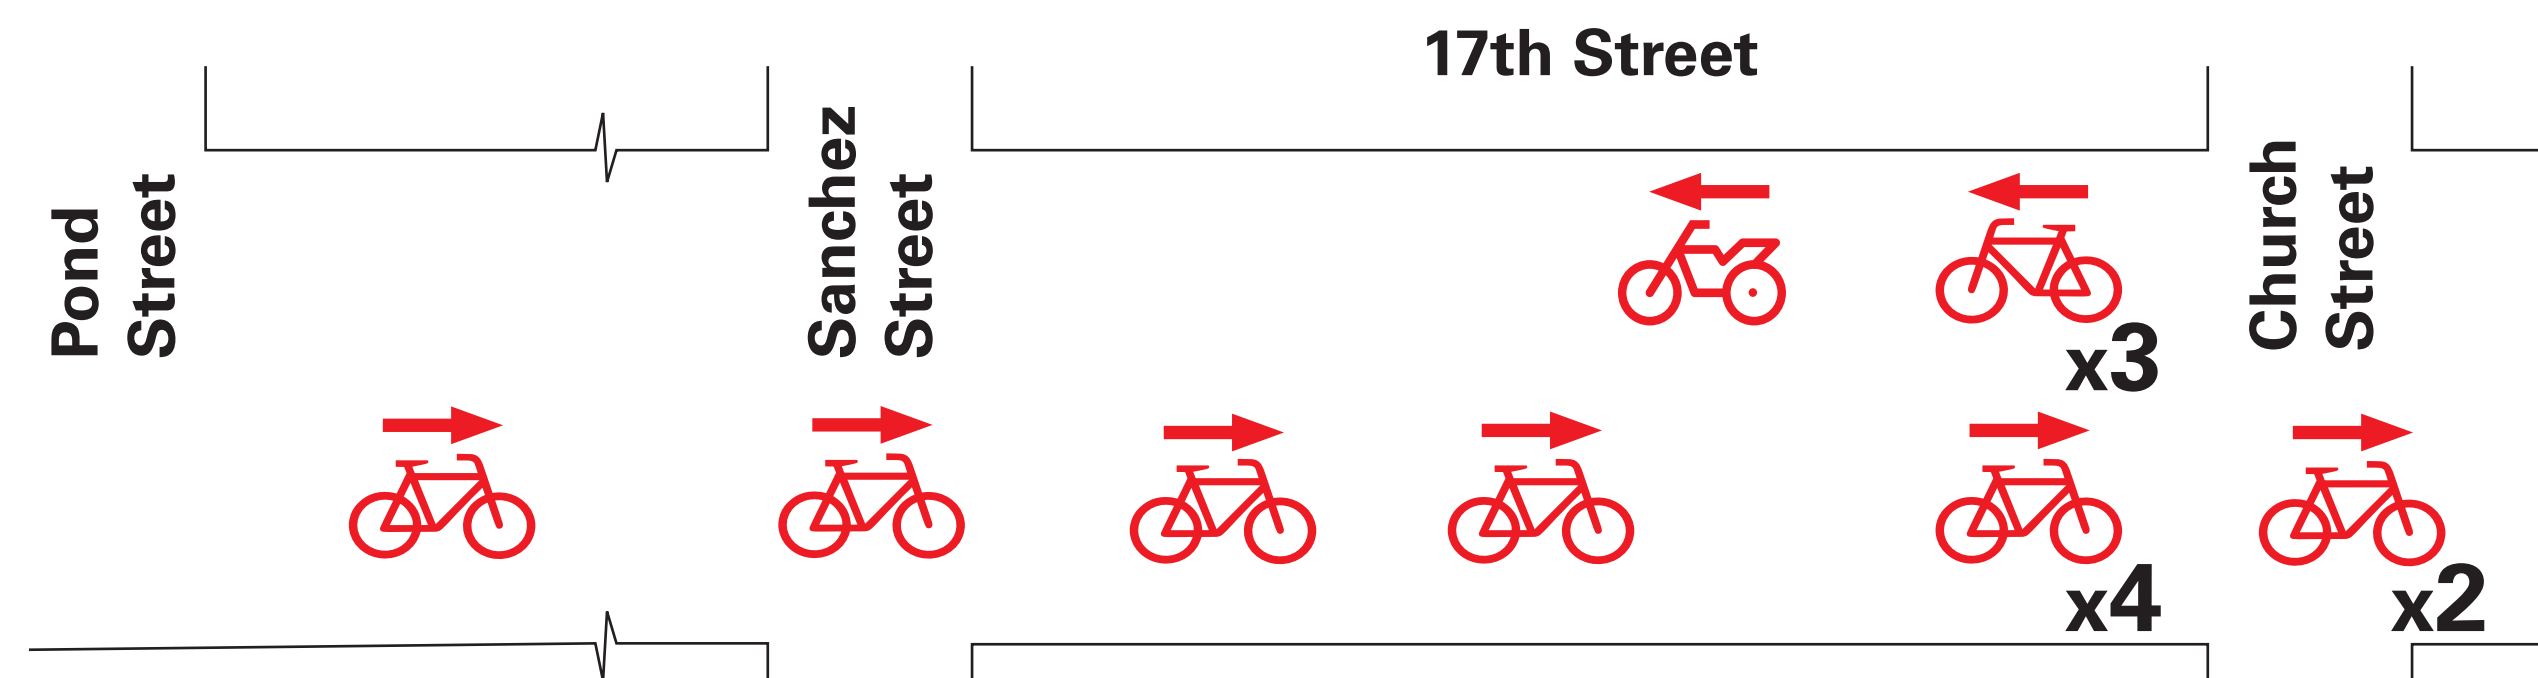 17th Street
Pond
Street
Sanchez
Street
Church
Street
x3
x4
x2